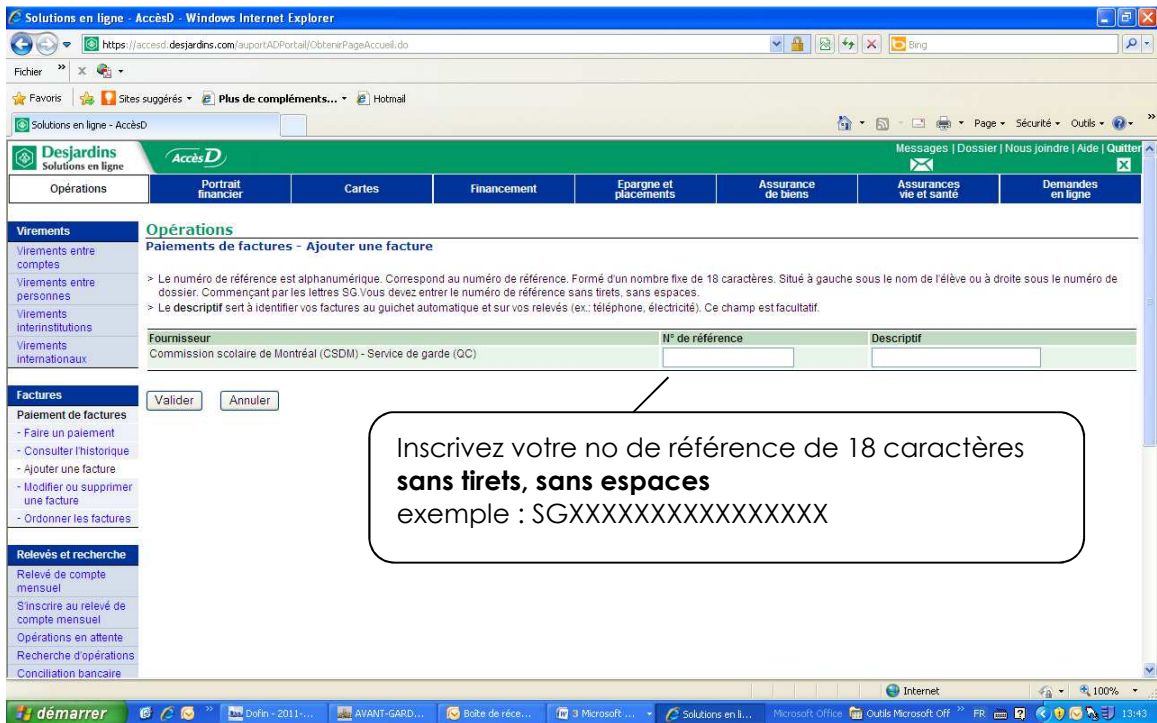 Solutions en ligne - AccèsD - Windows Internet Explorer
https://accesd.desjardins.com/auportADPortail/ObtenirPageAccueil.do
Bing
Fichier » x
Favoris Sites suggérés Plus de compléments... Hotmail
Solutions en ligne - AccèsD
Page Sécurité Outils »
Desjardins
Solutions en ligne
AccèsD
Messages | Dossier | Nous joindre | Aide | Quitter
Opérations
Portrait
financier
Cartes
Financement
Epargne et
placements
Assurance
de biens
Assurances
vie et santé
Demandes
en ligne
Virements
Virements entre
comptes
Virements entre
personnes
Virements
interinstitutions
Virements
internationaux
Factures
Paiement de factures
- Faire un paiement
- Consulter l'historique
- Ajouter une facture
- Modifier ou supprimer
une facture
- Ordonner les factures
Relevés et recherche
Relevé de compte
mensuel
S'inscrire au relevé de
compte mensuel
Opérations en attente
Recherche d'opérations
Conciliation bancaire
Opérations
Paiements de factures - Ajouter une facture
> Le numéro de référence est alphanumérique. Correspond au numéro de référence. Formé d'un nombre fixe de 18 caractères. Situé à gauche sous le nom de l'élève ou à droite sous le numéro de
dossier. Commençant par les lettres SG.Vous devez entrer le numéro de référence sans tirets, sans espaces.
> Le descriptif sert à identifier vos factures au guichet automatique et sur vos relevés (ex.: téléphone, électricité). Ce champ est facultatif.
Fournisseur N° de référence Descriptif
Commission scolaire de Montréal (CSDM) - Service de garde (QC)
Valider Annuler
Inscrivez votre no de référence de 18 caractères
sans tirets, sans espaces
exemple : SGXXXXXXXXXXXXXXXX
Internet 100%
démarrer » Dofin - 2011-... AVANT-GARD... Boîte de réce... 3 Microsoft ... Solutions en li... Microsoft Office Outils Microsoft Off » FR 13:43